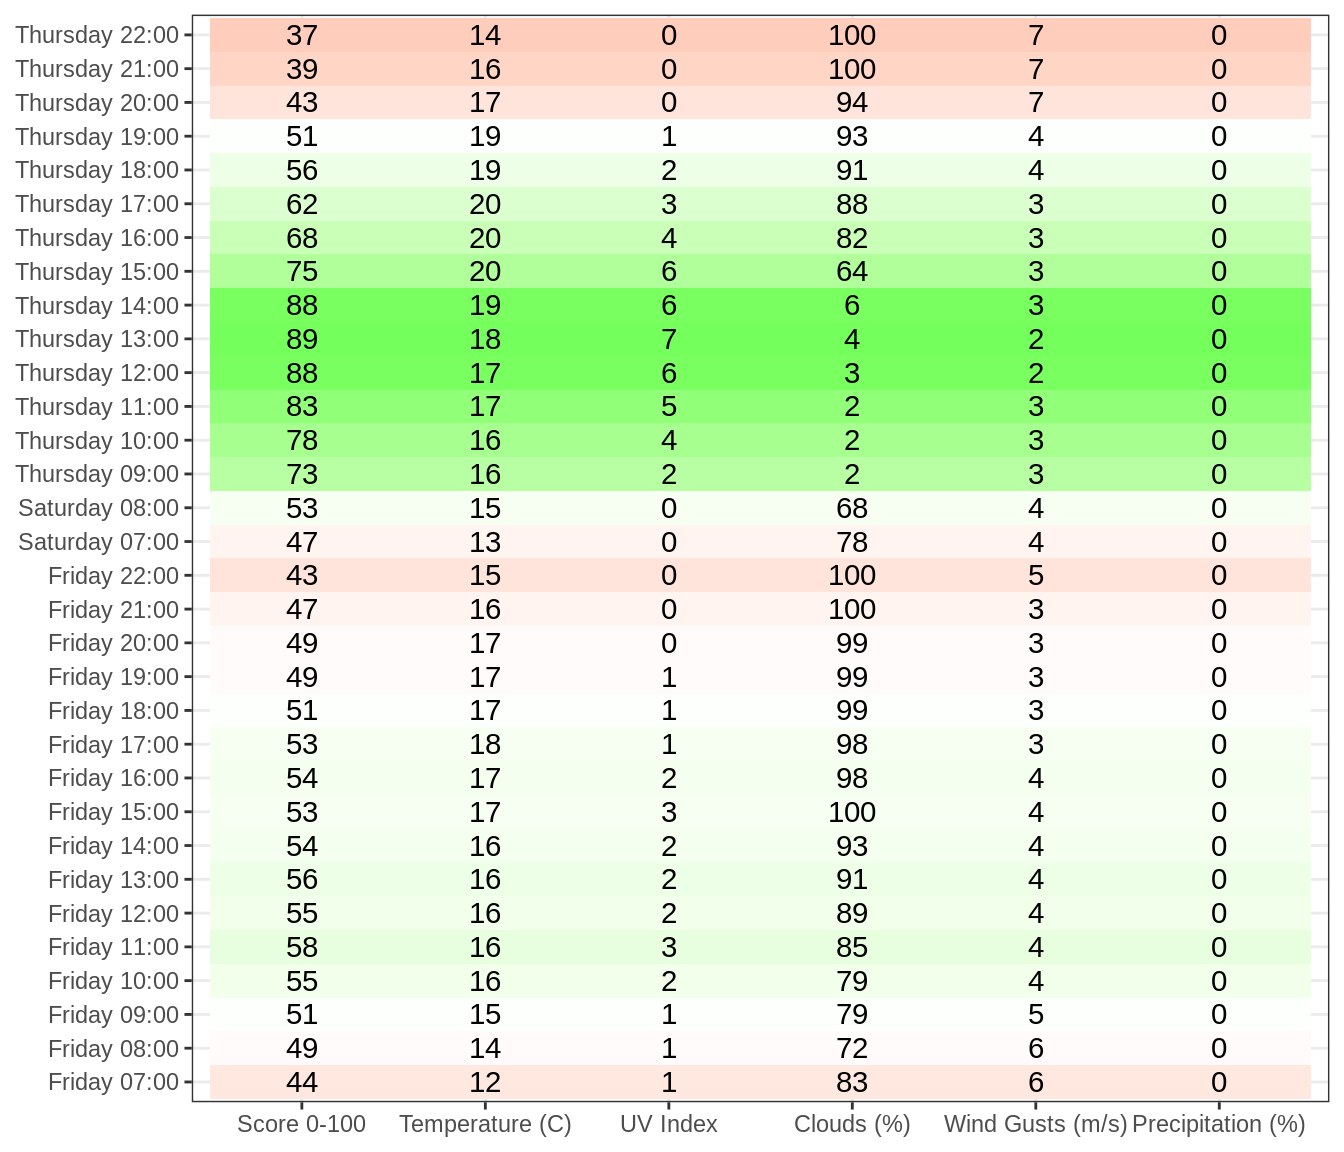 Thursday 22:00 37 14 0 100 7 0
Thursday 21:00 39 16 0 100 7 0
Thursday 20:00 43 17 0 94 7 0
Thursday 19:00 51 19 1 93 4 0
Thursday 18:00 56 19 2 91 4 0
Thursday 17:00 62 20 3 88 3 0
Thursday 16:00 68 20 4 82 3 0
Thursday 15:00 75 20 6 64 3 0
Thursday 14:00 88 19 6 6 3 0
Thursday 13:00 89 18 7 4 2 0
Thursday 12:00 88 17 6 3 2 0
Thursday 11:00 83 17 5 2 3 0
Thursday 10:00 78 16 4 2 3 0
Thursday 09:00 73 16 2 2 3 0
Saturday 08:00 53 15 0 68 4 0
Saturday 07:00 47 13 0 78 4 0
Friday 22:00 43 15 0 100 5 0
Friday 21:00 47 16 0 100 3 0
Friday 20:00 49 17 0 99 3 0
Friday 19:00 49 17 1 99 3 0
Friday 18:00 51 17 1 99 3 0
Friday 17:00 53 18 1 98 3 0
Friday 16:00 54 17 2 98 4 0
Friday 15:00 53 17 3 100 4 0
Friday 14:00 54 16 2 93 4 0
Friday 13:00 56 16 2 91 4 0
Friday 12:00 55 16 2 89 4 0
Friday 11:00 58 16 3 85 4 0
Friday 10:00 55 16 2 79 4 0
Friday 09:00 51 15 1 79 5 0
Friday 08:00 49 14 1 72 6 0
Friday 07:00 44 12 1 83 6 0
Score 0-100 Temperature (C) UV Index Clouds (%) Wind Gusts (m/s) Precipitation (%)